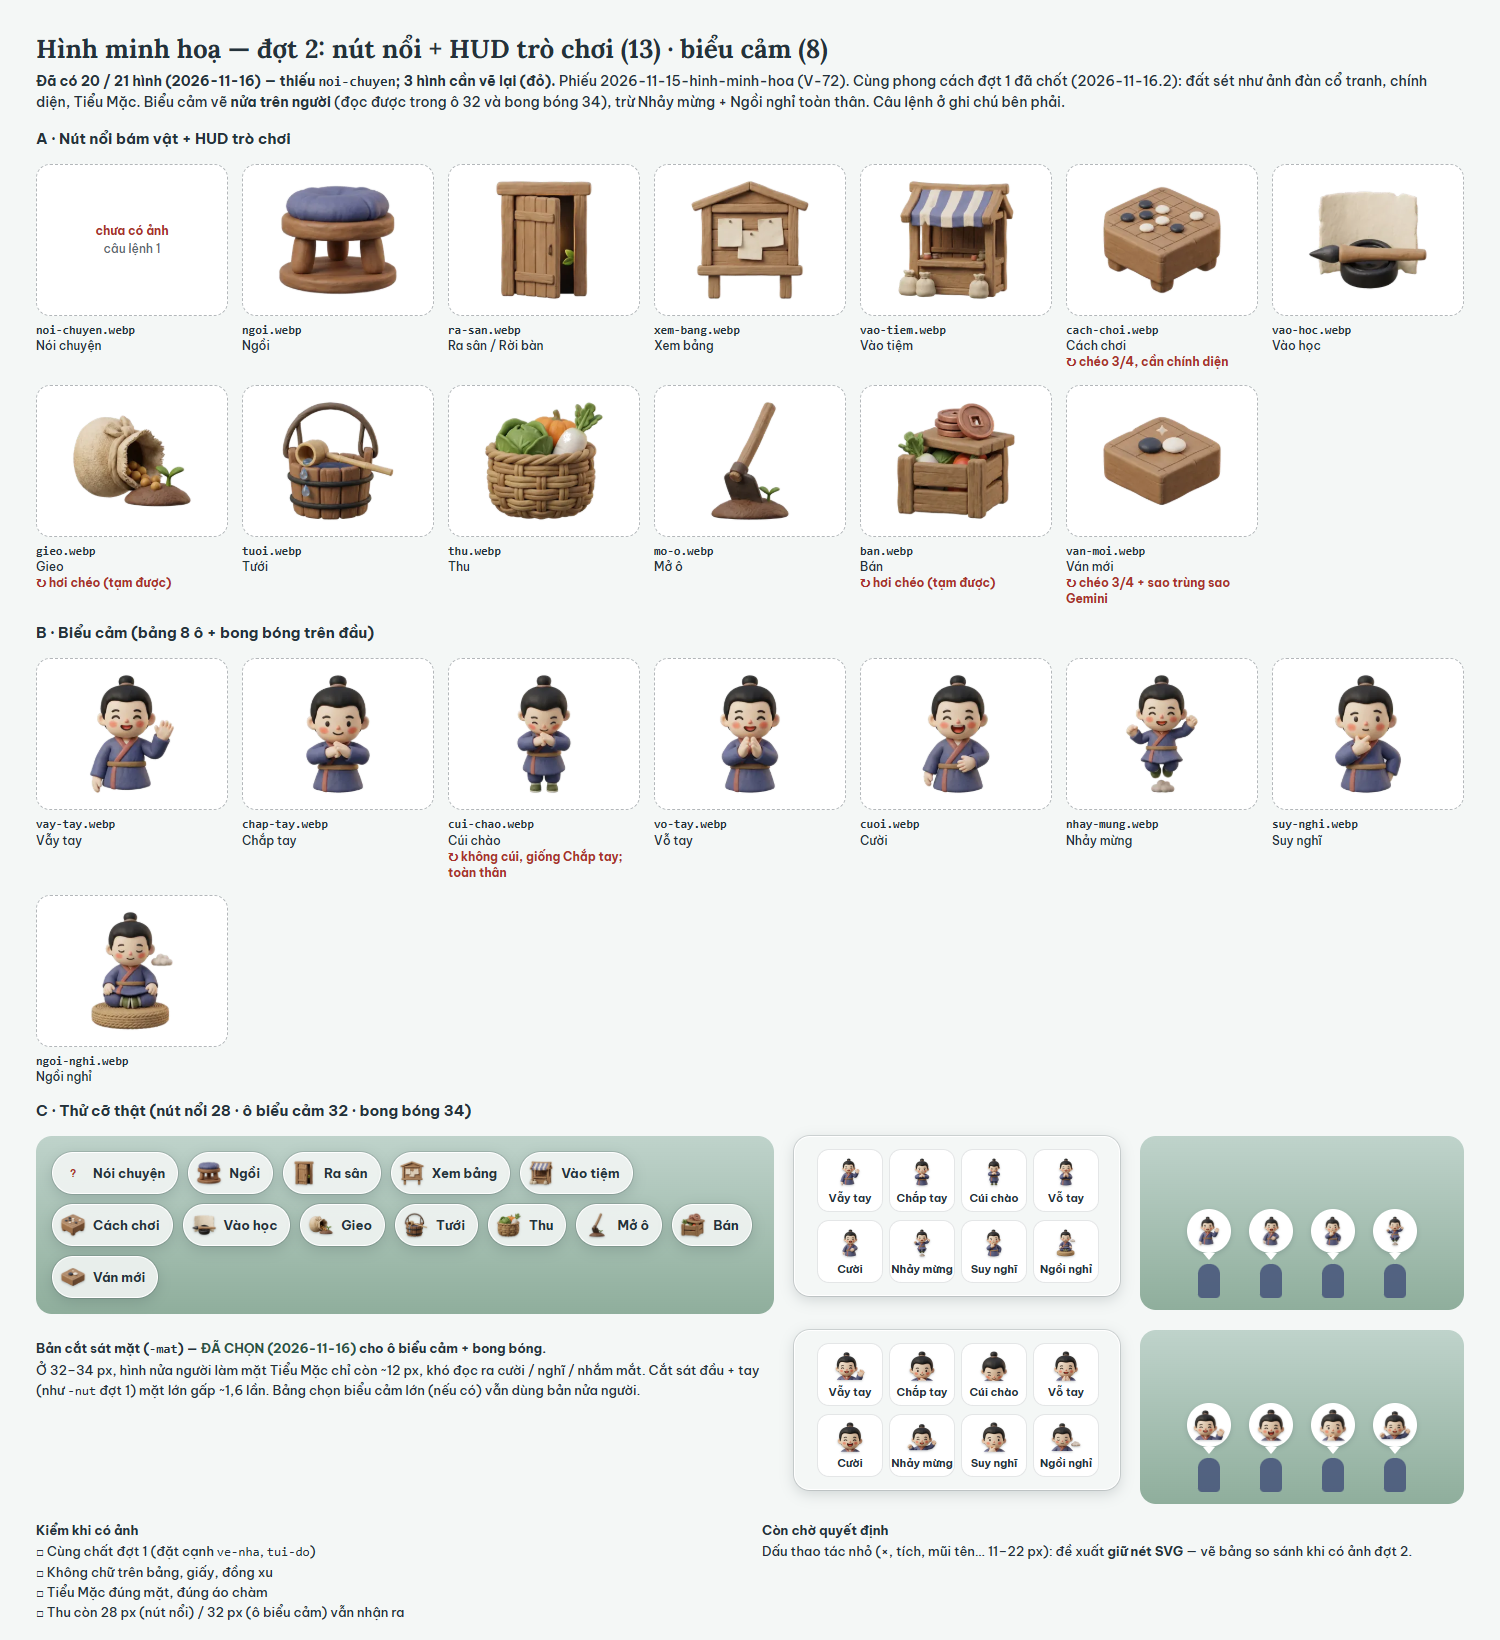 Hình minh hoạ — đợt 2: nút nổi + HUD trò chơi (13) · biểu cảm (8)
Đã có 20 / 21 hình (2026-11-16) — thiếu noi-chuyen; 3 hình cần vẽ lại (đỏ). Phiếu 2026-11-15-hinh-minh-hoa (V-72). Cùng phong cách đợt 1 đã chốt (2026-11-16.2): đất sét như ảnh đàn cổ tranh, chính
diện, Tiểu Mặc. Biểu cảm vẽ nửa trên người (đọc được trong ô 32 và bong bóng 34), trừ Nhảy mừng + Ngồi nghỉ toàn thân. Câu lệnh ở ghi chú bên phải.
A · Nút nổi bám vật + HUD trò chơi
chưa có ảnh
câu lệnh 1
noi-chuyen.webp
Nói chuyện
ngoi.webp
Ngồi
ra-san.webp
Ra sân / Rời bàn
xem-bang.webp
Xem bảng
vao-tiem.webp
Vào tiệm
cach-choi.webp
Cách chơi
↻ chéo 3/4, cần chính diện
vao-hoc.webp
Vào học
gieo.webp
Gieo
↻ hơi chéo (tạm được)
tuoi.webp
Tưới
thu.webp
Thu
mo-o.webp
Mở ô
ban.webp
Bán
↻ hơi chéo (tạm được)
van-moi.webp
Ván mới
↻ chéo 3/4 + sao trùng sao
Gemini
B · Biểu cảm (bảng 8 ô + bong bóng trên đầu)
vay-tay.webp
Vẫy tay
chap-tay.webp
Chắp tay
cui-chao.webp
Cúi chào
↻ không cúi, giống Chắp tay;
toàn thân
vo-tay.webp
Vỗ tay
cuoi.webp
Cười
nhay-mung.webp
Nhảy mừng
suy-nghi.webp
Suy nghĩ
ngoi-nghi.webp
Ngồi nghỉ
C · Thử cỡ thật (nút nổi 28 · ô biểu cảm 32 · bong bóng 34)
? Nói chuyện
Ngồi
Ra sân
Xem bảng
Vào tiệm
Cách chơi
Vào học
Gieo
Tưới
Thu
Mở ô
Bán
Ván mới
Vẫy tay
Chắp tay
Cúi chào
Vỗ tay
Cười
Nhảy mừng
Suy nghĩ
Ngồi nghỉ
Bản cắt sát mặt (-mat) — ĐÃ CHỌN (2026-11-16) cho ô biểu cảm + bong bóng.
Ở 32–34 px, hình nửa người làm mặt Tiểu Mặc chỉ còn ~12 px, khó đọc ra cười / nghĩ / nhắm mắt. Cắt sát đầu + tay
(như -nut đợt 1) mặt lớn gấp ~1,6 lần. Bảng chọn biểu cảm lớn (nếu có) vẫn dùng bản nửa người.
Vẫy tay
Chắp tay
Cúi chào
Vỗ tay
Cười
Nhảy mừng
Suy nghĩ
Ngồi nghỉ
Kiểm khi có ảnh
□ Cùng chất đợt 1 (đặt cạnh ve-nha, tui-do)
□ Không chữ trên bảng, giấy, đồng xu
□ Tiểu Mặc đúng mặt, đúng áo chàm
□ Thu còn 28 px (nút nổi) / 32 px (ô biểu cảm) vẫn nhận ra
Còn chờ quyết định
Dấu thao tác nhỏ (×, tích, mũi tên… 11–22 px): đề xuất giữ nét SVG — vẽ bảng so sánh khi có ảnh đợt 2.